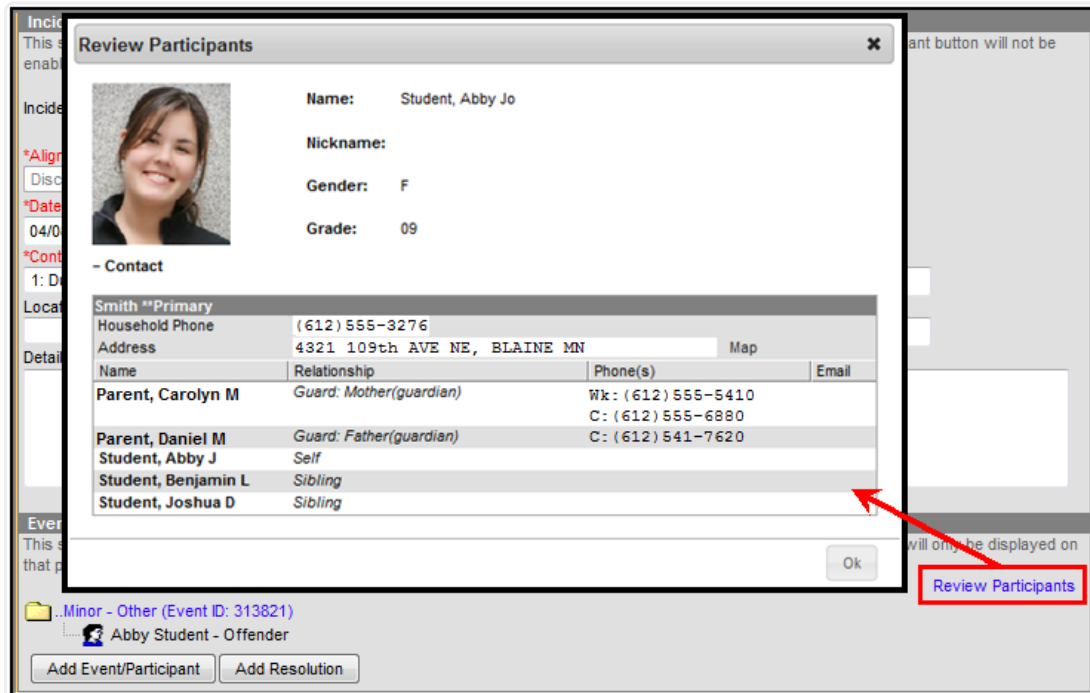 Incid
This s
ant button will not be
enabl
Incide
*Align
Disc
*Date
04/0
*Cont
1: D
Locat
Detail
Review Participants
Name: Student, Abby Jo
Nickname:
Gender: F
Grade: 09
– Contact
Smith **Primary
Household Phone (612)555-3276
Address 4321 109th AVE NE, BLAINE MN Map
Name Relationship Phone(s) Email
Parent, Carolyn M Guard: Mother(guardian) Wk:(612)555-5410
C:(612)555-6880
Parent, Daniel M Guard: Father(guardian) C:(612)541-7620
Student, Abby J Self
Student, Benjamin L Sibling
Student, Joshua D Sibling
Ok
Even
This s
will only be displayed on
that p
Review Participants
..Minor - Other (Event ID: 313821)
Abby Student - Offender
Add Event/Participant Add Resolution